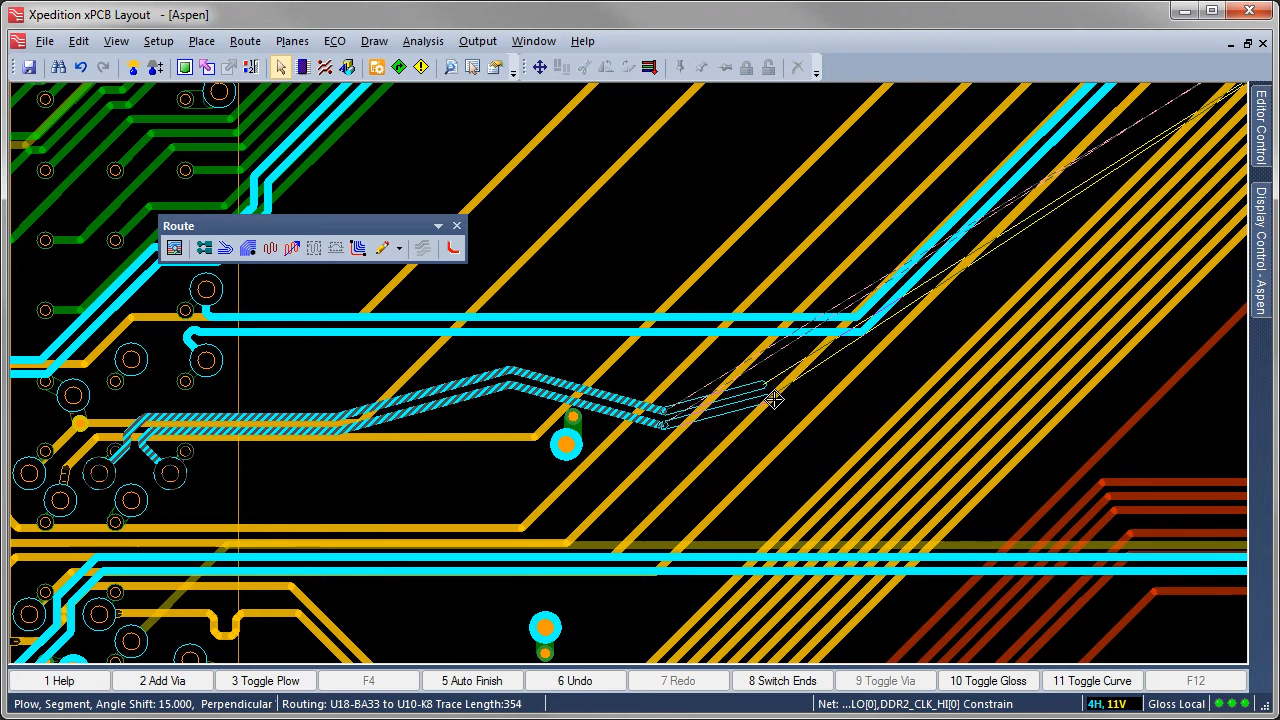 Xpedition xPCB Layout - [Aspen]
File Edit View Setup Place Route Planes ECO Draw Analysis Output Window Help
Editor Control
Display Control - Aspen
Route
1 Help 2 Add Via 3 Toggle Plow F4 5 Auto Finish 6 Undo 7 Redo 8 Switch Ends 9 Toggle Via 10 Toggle Gloss 11 Toggle Curve F12
Plow, Segment, Angle Shift: 15.000, Perpendicular Routing: U18-BA33 to U10-K8 Trace Length:354 Net: ...LO[0],DDR2_CLK_HI[0] Constrain 4H, 11V Gloss Local